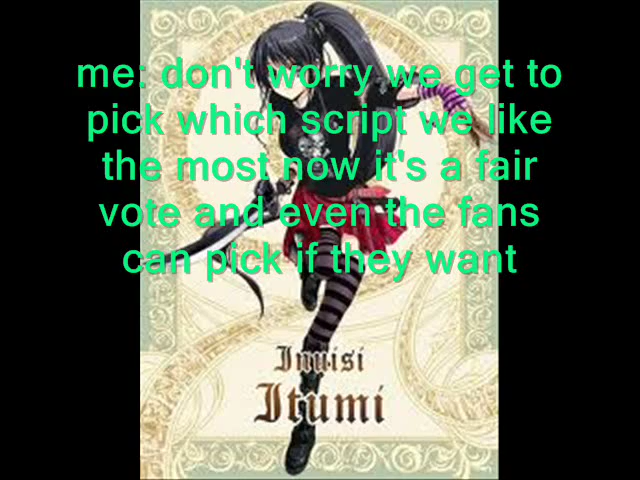 me: don't worry we get to
pick which script we like
the most now it's a fair
vote and even the fans
can pick if they want
Inuisi
Itumi